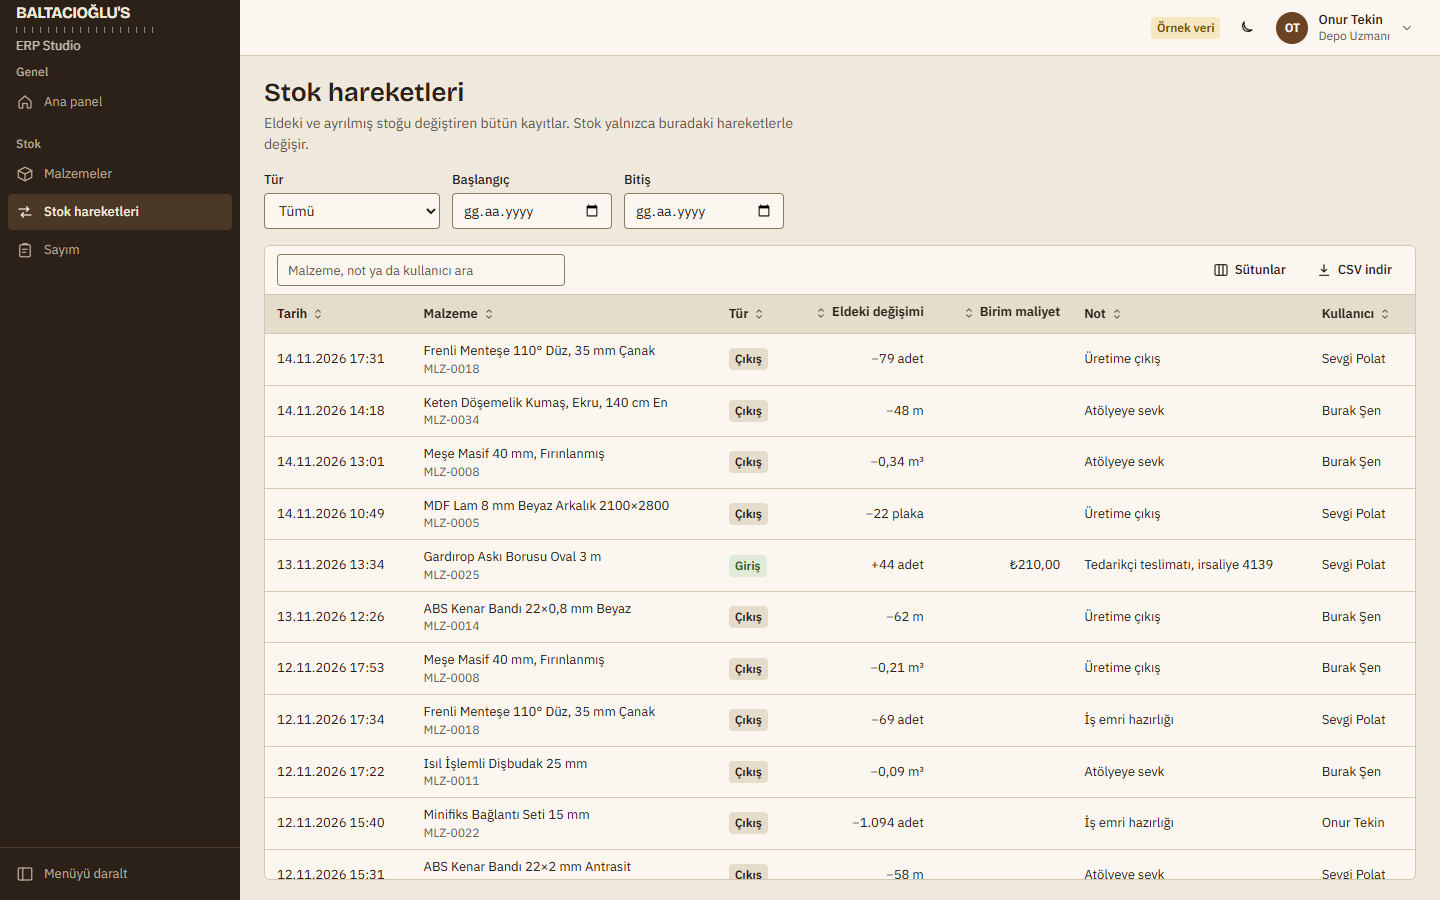 BALTACIOĞLU'S
ERP Studio
Genel
Ana panel
Stok
Malzemeler
Stok hareketleri
Sayım
Menüyü daralt
Örnek veri
OT
Onur Tekin
Depo Uzmanı
Stok hareketleri
Eldeki ve ayrılmış stoğu değiştiren bütün kayıtlar. Stok yalnızca buradaki hareketlerle
değişir.
Tür Başlangıç Bitiş
Tümü gg.aa.yyyy gg.aa.yyyy
Malzeme, not ya da kullanıcı ara Sütunlar CSV indir
Tarih Malzeme Tür Eldeki değişimi Birim maliyet Not Kullanıcı
14.11.2026 17:31 Frenli Menteşe 110° Düz, 35 mm Çanak Çıkış −79 adet Üretime çıkış Sevgi Polat
MLZ-0018
14.11.2026 14:18 Keten Döşemelik Kumaş, Ekru, 140 cm En Çıkış −48 m Atölyeye sevk Burak Şen
MLZ-0034
14.11.2026 13:01 Meşe Masif 40 mm, Fırınlanmış Çıkış −0,34 m³ Atölyeye sevk Burak Şen
MLZ-0008
14.11.2026 10:49 MDF Lam 8 mm Beyaz Arkalık 2100×2800 Çıkış −22 plaka Üretime çıkış Sevgi Polat
MLZ-0005
13.11.2026 13:34 Gardırop Askı Borusu Oval 3 m Giriş +44 adet ₺210,00 Tedarikçi teslimatı, irsaliye 4139 Sevgi Polat
MLZ-0025
13.11.2026 12:26 ABS Kenar Bandı 22×0,8 mm Beyaz Çıkış −62 m Üretime çıkış Burak Şen
MLZ-0014
12.11.2026 17:53 Meşe Masif 40 mm, Fırınlanmış Çıkış −0,21 m³ Üretime çıkış Burak Şen
MLZ-0008
12.11.2026 17:34 Frenli Menteşe 110° Düz, 35 mm Çanak Çıkış −69 adet İş emri hazırlığı Sevgi Polat
MLZ-0018
12.11.2026 17:22 Isıl İşlemli Dişbudak 25 mm Çıkış −0,09 m³ Atölyeye sevk Burak Şen
MLZ-0011
12.11.2026 15:40 Minifiks Bağlantı Seti 15 mm Çıkış −1.094 adet İş emri hazırlığı Onur Tekin
MLZ-0022
12.11.2026 15:31 ABS Kenar Bandı 22×2 mm Antrasit Çıkış −58 m Atölyeye sevk Sevgi Polat